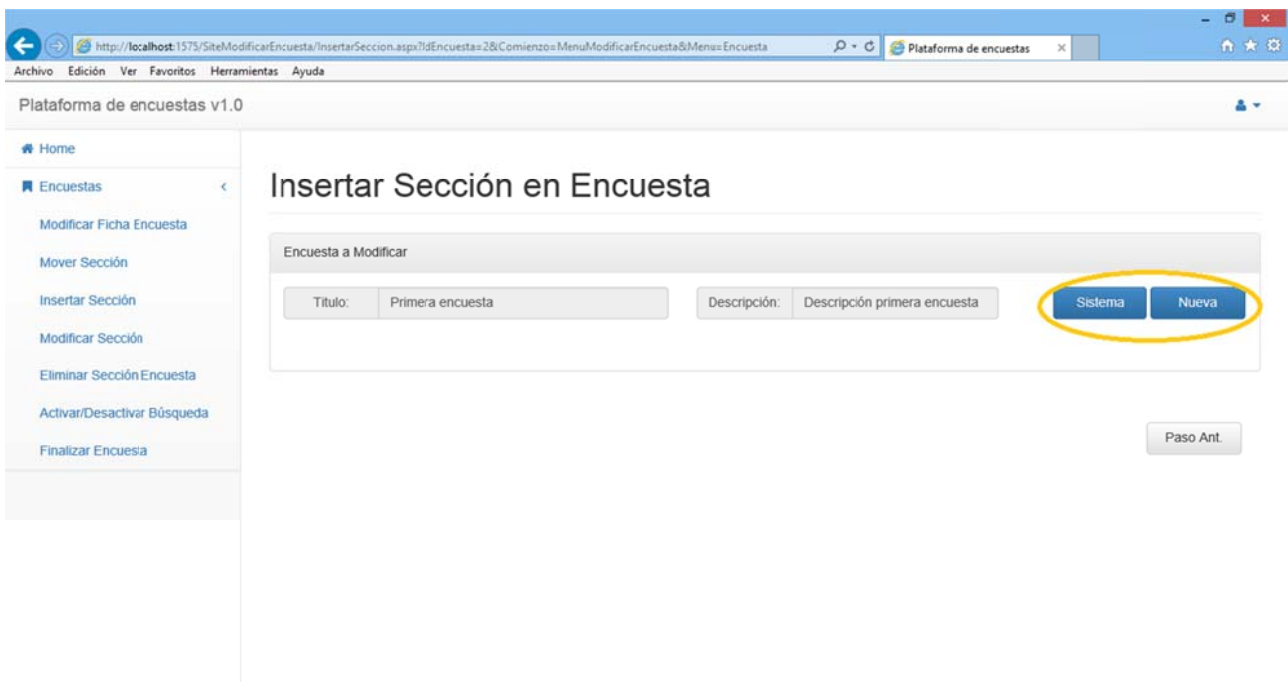 http://localhost:1575/SiteModificarEncuesta/InsertarSeccion.aspx?IdEncuesta=2&Comienzo=MenuModificarEncuesta&Menu=Encuesta
Plataforma de encuestas
Archivo Edición Ver Favoritos Herramientas Ayuda
Plataforma de encuestas v1.0
Home
Encuestas
Modificar Ficha Encuesta
Mover Sección
Insertar Sección
Modificar Sección
Eliminar Sección Encuesta
Activar/Desactivar Búsqueda
Finalizar Encuesta
Insertar Sección en Encuesta
Encuesta a Modificar
Titulo: Primera encuesta Descripción: Descripción primera encuesta Sistema Nueva
Paso Ant.